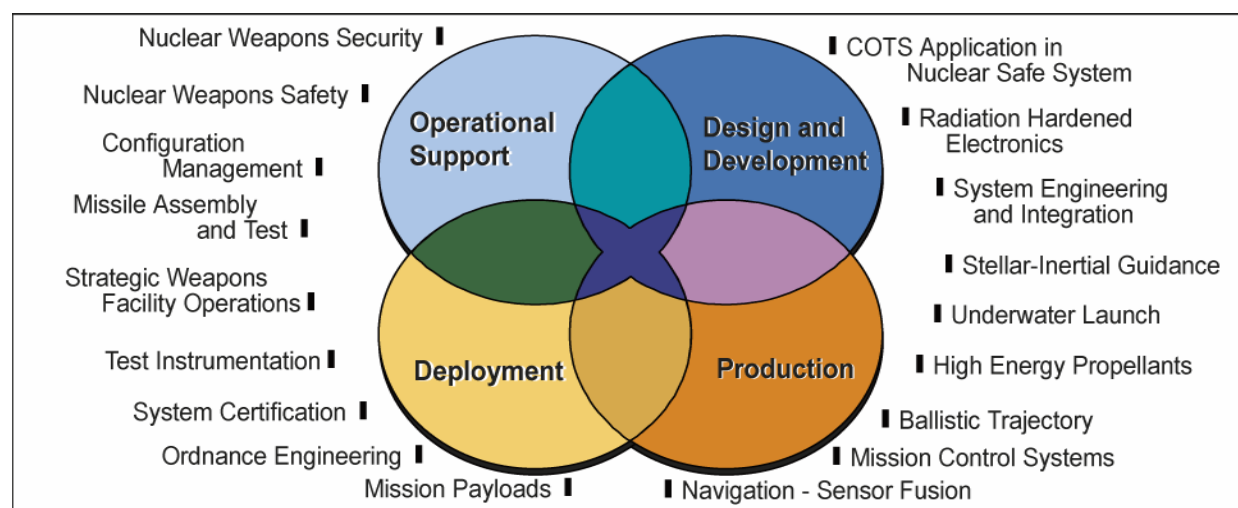 Nuclear Weapons Security
Nuclear Weapons Safety
Configuration
Management
Missile Assembly
and Test
Strategic Weapons
Facility Operations
Test Instrumentation
System Certification
Ordnance Engineering
Mission Payloads
Operational
Support
Design and
Development
Deployment
Production
COTS Application in
Nuclear Safe System
Radiation Hardened
Electronics
System Engineering
and Integration
Stellar-Inertial Guidance
Underwater Launch
High Energy Propellants
Ballistic Trajectory
Mission Control Systems
Navigation - Sensor Fusion